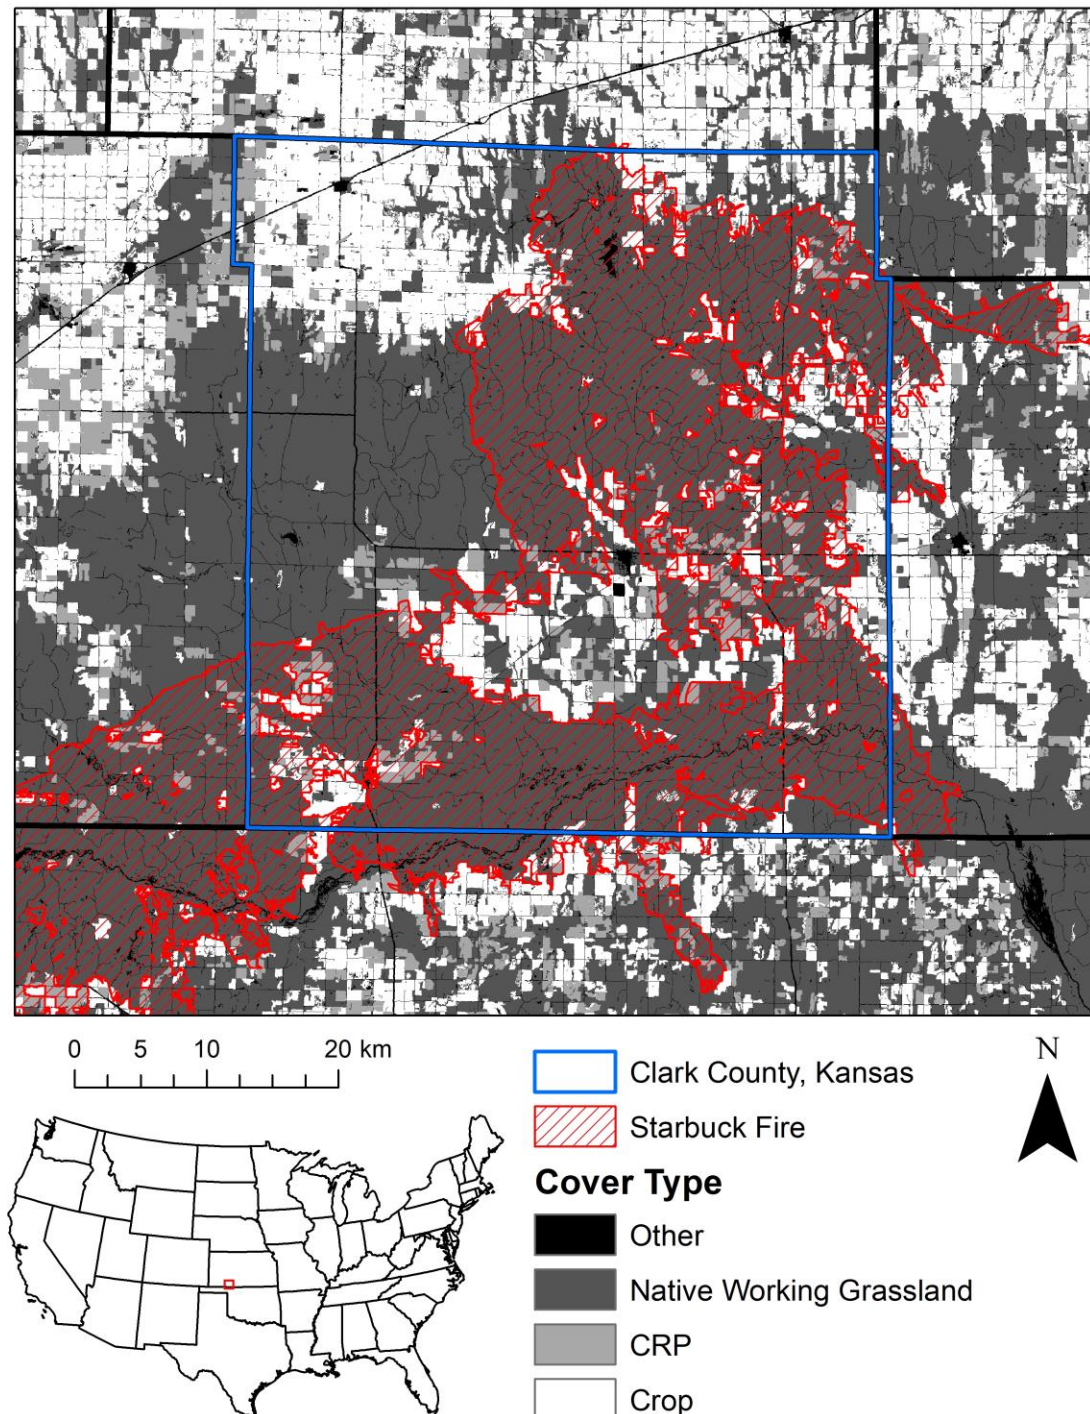 0 5 10 20 km
Clark County, Kansas
Starbuck Fire
N
Cover Type
Other
Native Working Grassland
CRP
Crop